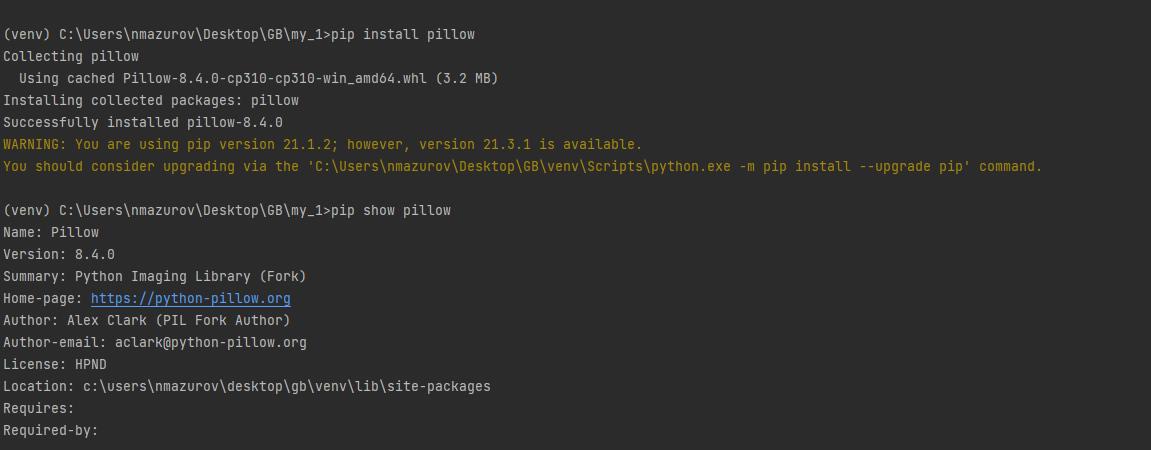 (venv) C:\Users\nmazurov\Desktop\GB\my_1>pip install pillow
Collecting pillow
  Using cached Pillow-8.4.0-cp310-cp310-win_amd64.whl (3.2 MB)
Installing collected packages: pillow
Successfully installed pillow-8.4.0
WARNING: You are using pip version 21.1.2; however, version 21.3.1 is available.
You should consider upgrading via the 'C:\Users\nmazurov\Desktop\GB\venv\Scripts\python.exe -m pip install --upgrade pip' command.
(venv) C:\Users\nmazurov\Desktop\GB\my_1>pip show pillow
Name: Pillow
Version: 8.4.0
Summary: Python Imaging Library (Fork)
Home-page: https://python-pillow.org
Author: Alex Clark (PIL Fork Author)
Author-email: aclark@python-pillow.org
License: HPND
Location: c:\users\nmazurov\desktop\gb\venv\lib\site-packages
Requires:
Required-by: